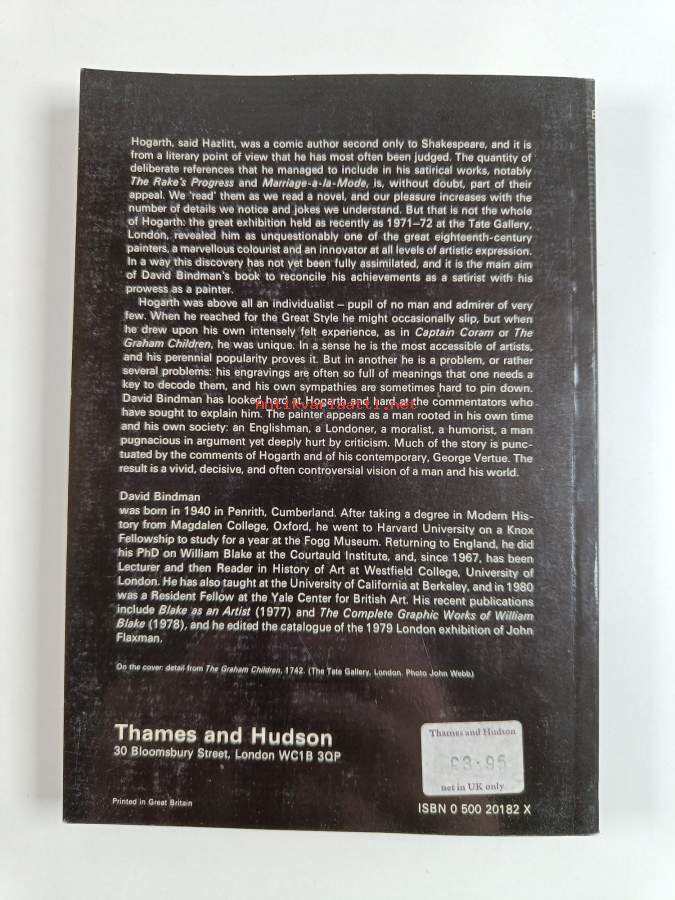 Hogarth, said Hazlitt, was a comic author second only to Shakespeare, and it is
from a literary point of view that he has most often been judged. The quantity of
deliberate references that he managed to include in his satirical works, notably
The Rake's Progress and Marriage-a-la-Mode, is, without doubt, part of their
appeal. We 'read' them as we read a novel, and our pleasure increases with the
number of details we notice and jokes we understand. But that is not the whole
of Hogarth: the great exhibition held as recently as 1971–72 at the Tate Gallery,
London, revealed him as unquestionably one of the great eighteenth-century
painters, a marvellous colourist and an innovator at all levels of artistic expression.
In a way this discovery has not yet been fully assimilated, and it is the main aim
of David Bindman's book to reconcile his achievements as a satirist with his
prowess as a painter.
Hogarth was above all an individualist – pupil of no man and admirer of very
few. When he reached for the Great Style he might occasionally slip, but when
he drew upon his own intensely felt experience, as in Captain Coram or The
Graham Children, he was unique. In a sense he is the most accessible of artists,
and his perennial popularity proves it. But in another he is a problem, or rather
several problems: his engravings are often so full of meanings that one needs a
key to decode them, and his own sympathies are sometimes hard to pin down.
David Bindman has looked hard at Hogarth and hard at the commentators who
Antikvariaatti.net
have sought to explain him. The painter appears as a man rooted in his own time
and his own society: an Englishman, a Londoner, a moralist, a humorist, a man
pugnacious in argument yet deeply hurt by criticism. Much of the story is punc-
tuated by the comments of Hogarth and of his contemporary, George Vertue. The
result is a vivid, decisive, and often controversial vision of a man and his world.
David Bindman
was born in 1940 in Penrith, Cumberland. After taking a degree in Modern His-
tory from Magdalen College, Oxford, he went to Harvard University on a Knox
Fellowship to study for a year at the Fogg Museum. Returning to England, he did
his PhD on William Blake at the Courtauld Institute, and, since 1967, has been
Lecturer and then Reader in History of Art at Westfield College, University of
London. He has also taught at the University of California at Berkeley, and in 1980
was a Resident Fellow at the Yale Center for British Art. His recent publications
include Blake as an Artist (1977) and The Complete Graphic Works of William
Blake (1978), and he edited the catalogue of the 1979 London exhibition of John
Flaxman.
On the cover: detail from The Graham Children, 1742. (The Tate Gallery, London. Photo John Webb)
Thames and Hudson
30 Bloomsbury Street, London WC1B 3QP
Thames and Hudson
£3.95
net in UK only
Printed in Great Britain
ISBN 0 500 20182 X